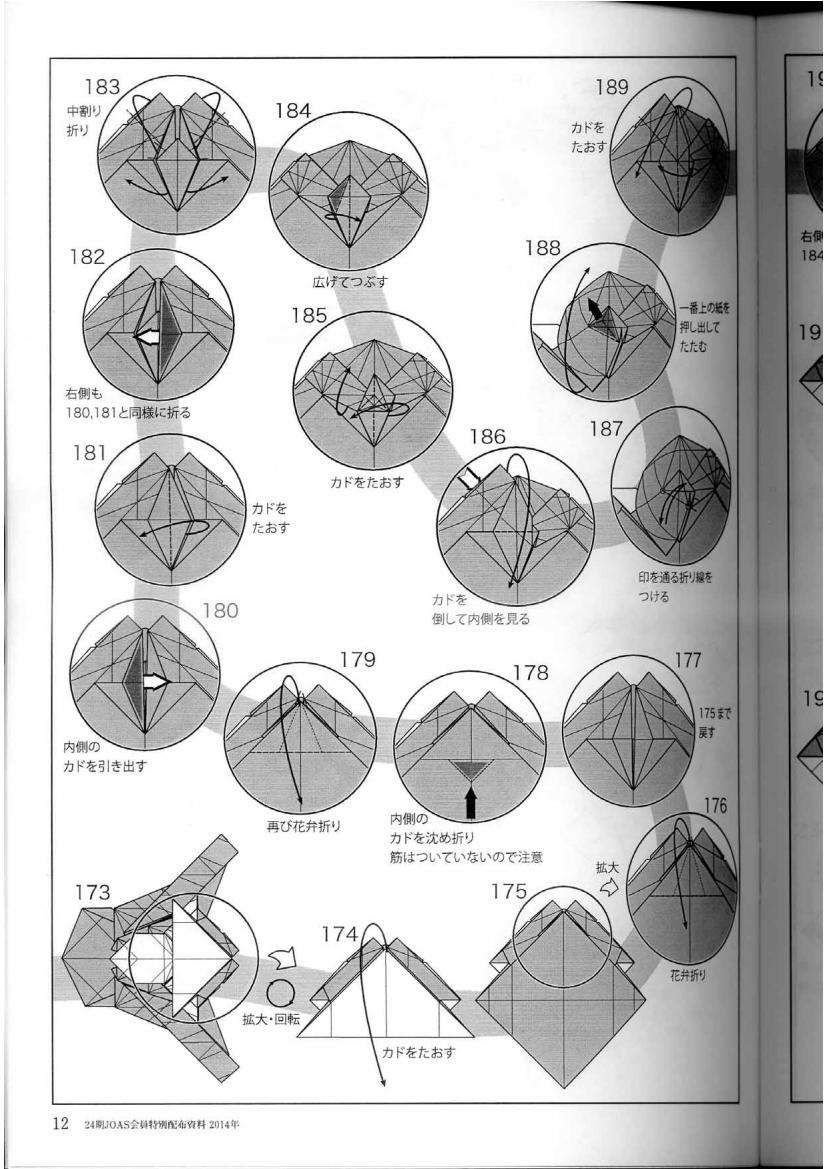 183
中割り
折り
184
広げてつぶす
182
右側も
180,181と同様に折る
185
カドをたおす
181
カドを
たおす
186
カドを
倒して内側を見る
189
カドを
たおす
188
一番上の紙を
押し出して
たたむ
187
印を通る折り線を
つける
180
内側の
カドを引き出す
179
再び花弁折り
178
内側の
カドを沈め折り
筋はついていないので注意
177
175まで
戻す
176
花弁折り
拡大
175
173
拡大・回転
174
カドをたおす
12 24期JOAS会員特別配布資料 2014年
右側
184
19
19
19